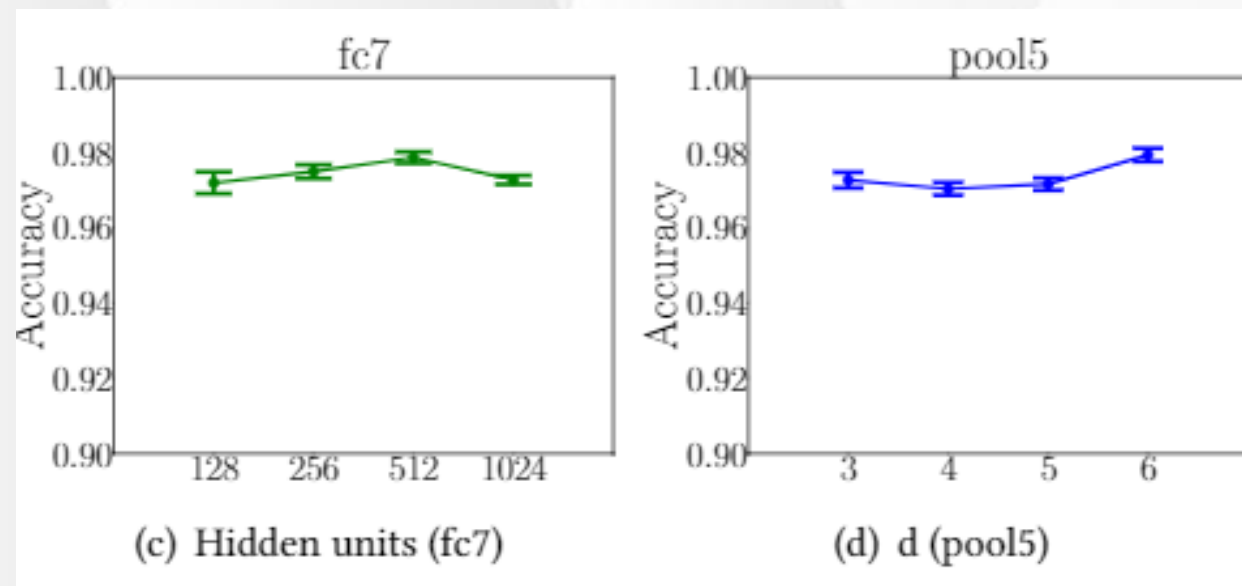 fc7
1.00
0.98
0.96
0.94
0.92
0.90
Accuracy
128 256 512 1024
(c) Hidden units (fc7)
pool5
1.00
0.98
0.96
0.94
0.92
0.90
Accuracy
3 4 5 6
(d) d (pool5)